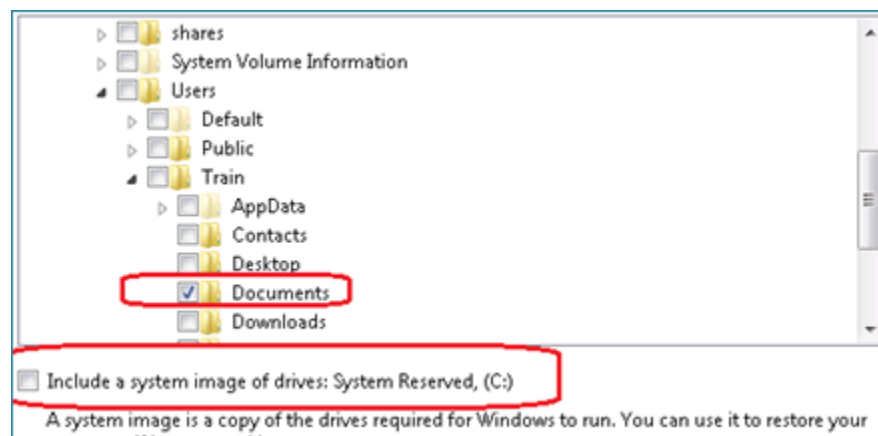 shares
System Volume Information
Users
Default
Public
Train
AppData
Contacts
Desktop
Documents
Downloads
Include a system image of drives: System Reserved, (C:)
A system image is a copy of the drives required for Windows to run. You can use it to restore your